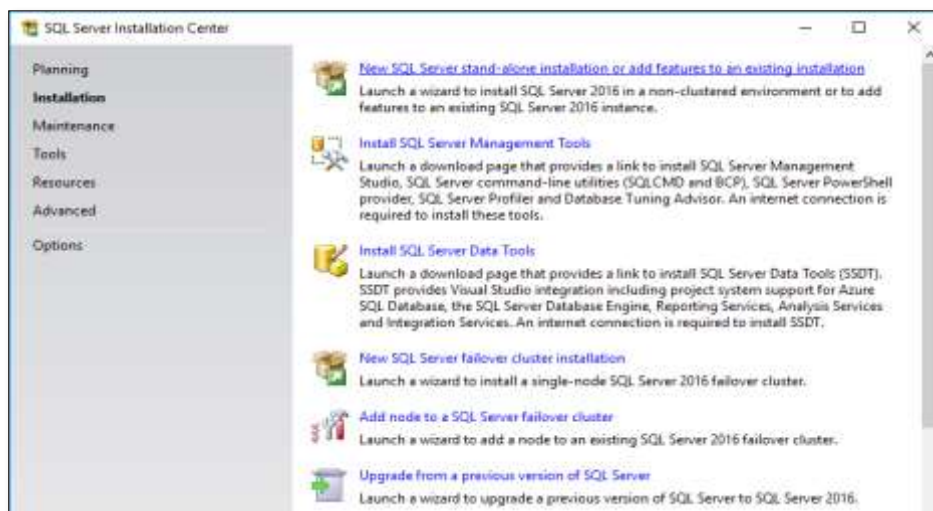 SQL Server Installation Center
Planning
Installation
Maintenance
Tools
Resources
Advanced
Options
New SQL Server stand-alone installation or add features to an existing installation
Launch a wizard to install SQL Server 2016 in a non-clustered environment or to add
features to an existing SQL Server 2016 instance.
Install SQL Server Management Tools
Launch a download page that provides a link to install SQL Server Management
Studio, SQL Server command-line utilities (SQLCMD and BCP), SQL Server PowerShell
provider, SQL Server Profiler and Database Tuning Advisor. An internet connection is
required to install these tools.
Install SQL Server Data Tools
Launch a download page that provides a link to install SQL Server Data Tools (SSDT).
SSDT provides Visual Studio integration including project system support for Azure
SQL Database, the SQL Server Database Engine, Reporting Services, Analysis Services
and Integration Services. An internet connection is required to install SSDT.
New SQL Server failover cluster installation
Launch a wizard to install a single-node SQL Server 2016 failover cluster.
Add node to a SQL Server failover cluster
Launch a wizard to add a node to an existing SQL Server 2016 failover cluster.
Upgrade from a previous version of SQL Server
Launch a wizard to upgrade a previous version of SQL Server to SQL Server 2016.